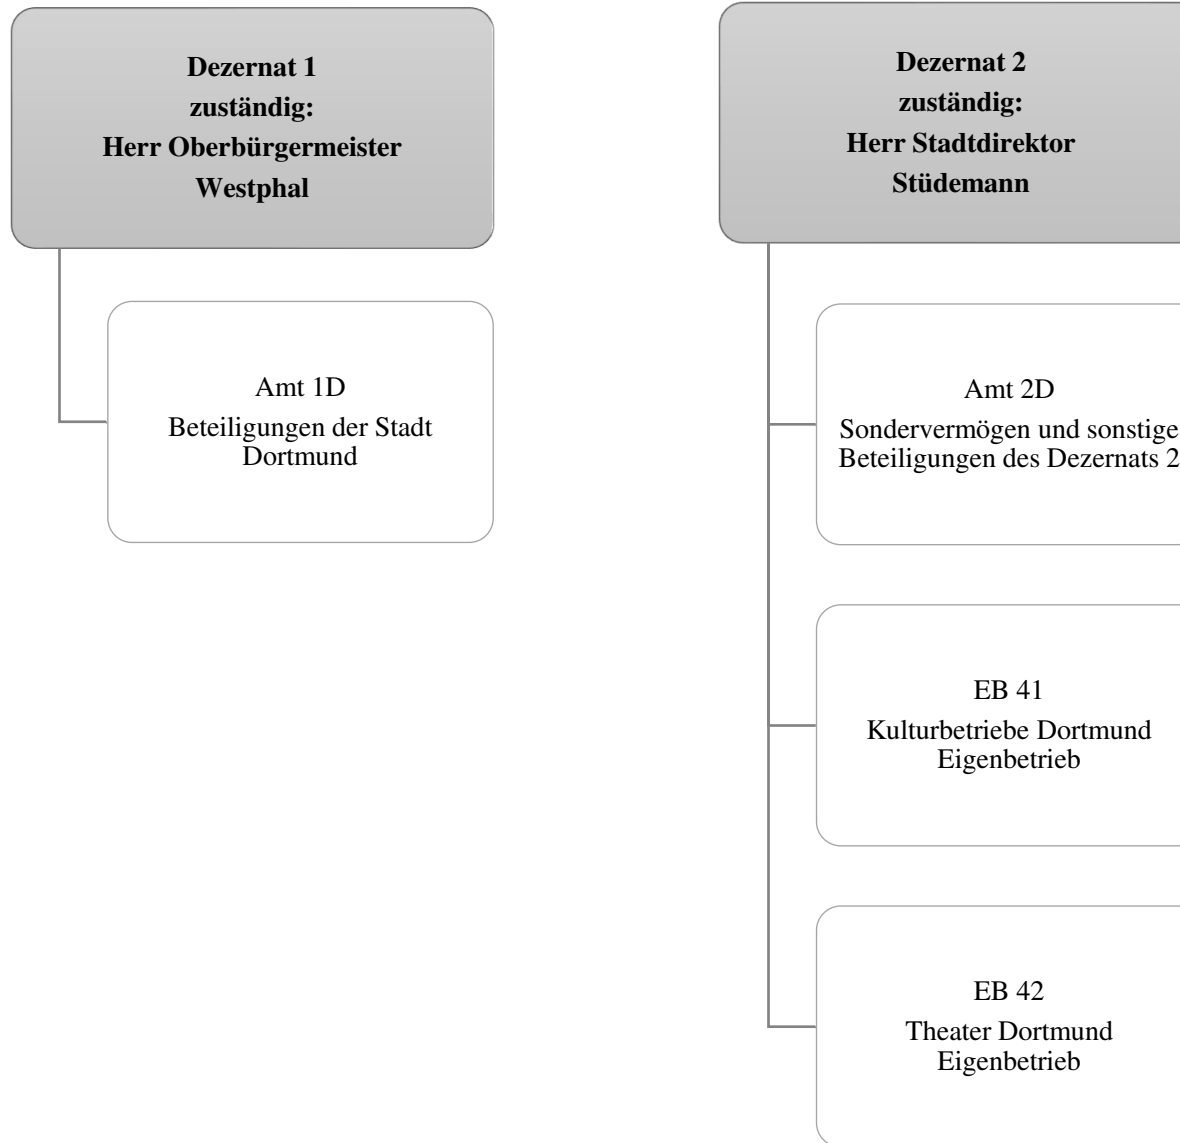 Dezernat 1
zuständig:
Herr Oberbürgermeister
Westphal
Amt 1D
Beteiligungen der Stadt
Dortmund
Dezernat 2
zuständig:
Herr Stadtdirektor
Stüdemann
Amt 2D
Sondervermögen und sonstige
Beteiligungen des Dezernats 2
EB 41
Kulturbetriebe Dortmund
Eigenbetrieb
EB 42
Theater Dortmund
Eigenbetrieb